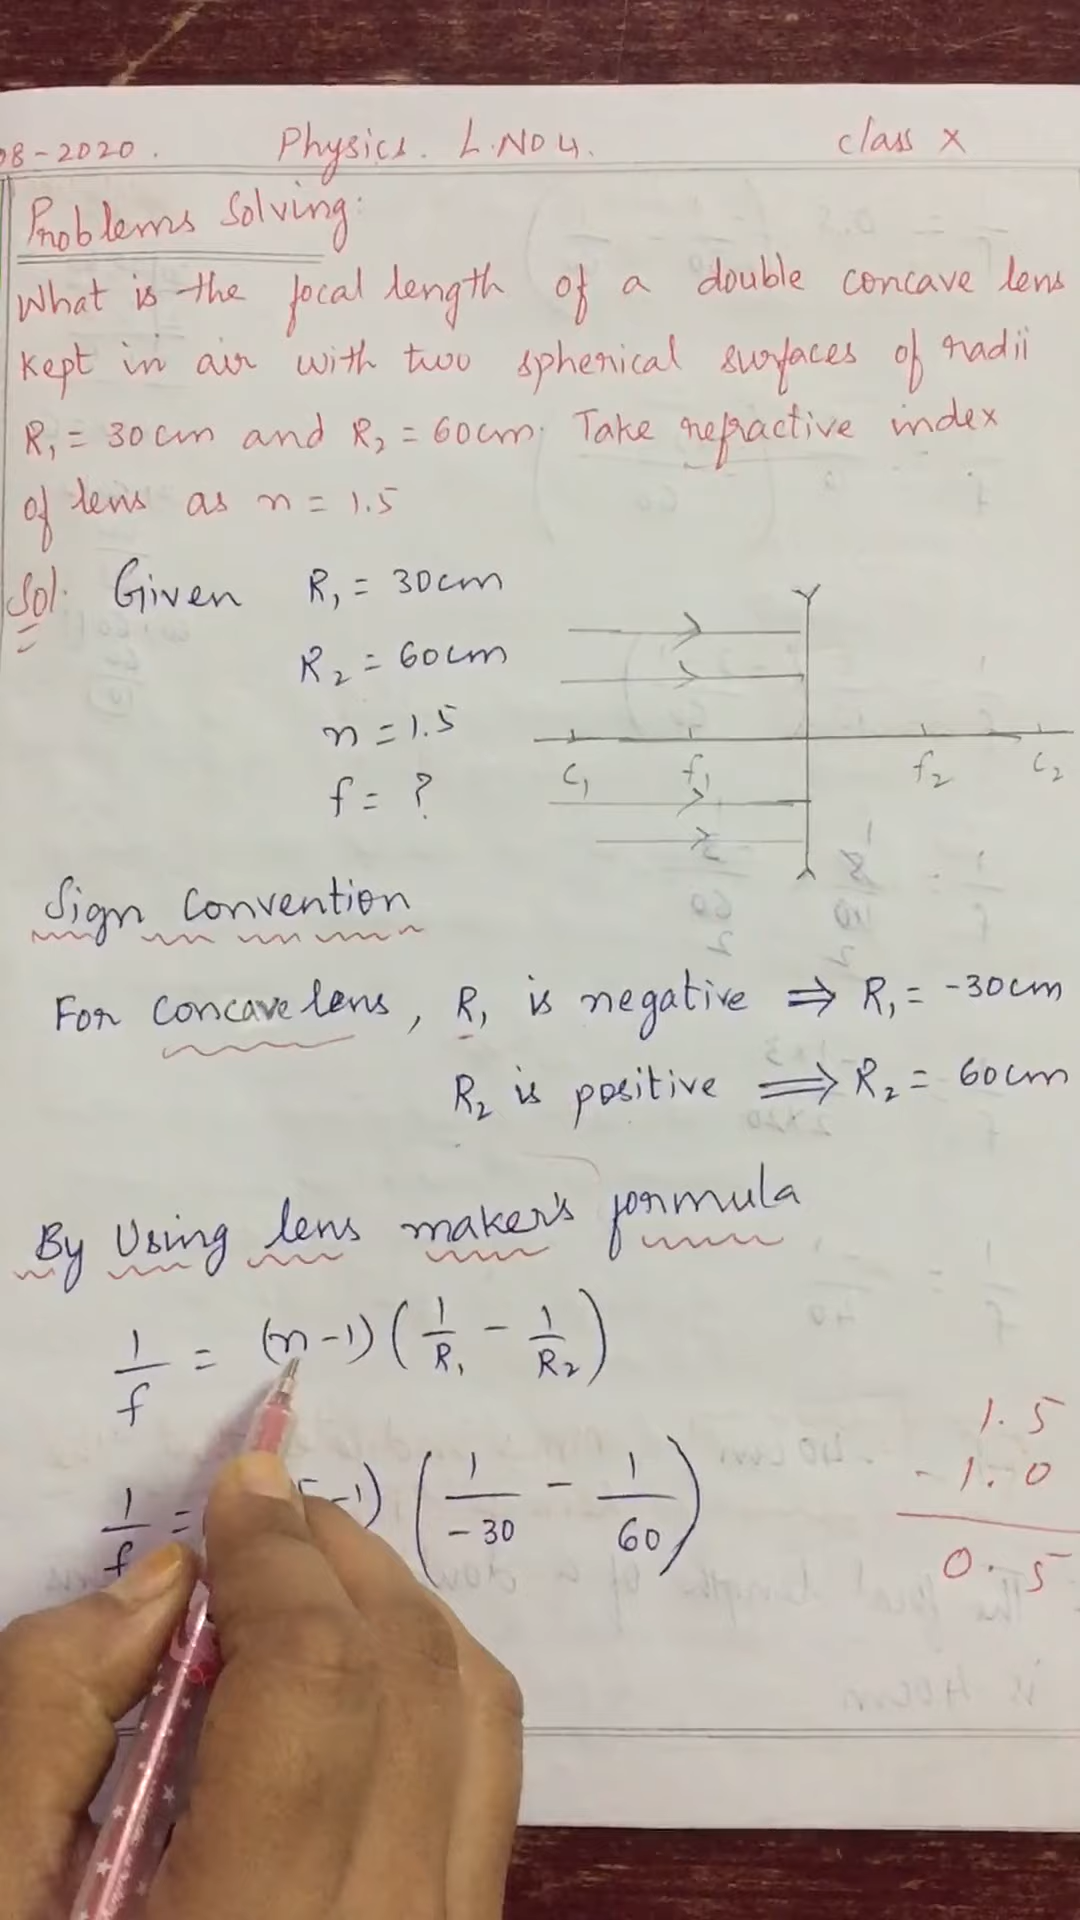 08-2020. Physics. L.NO 4. class X
Problems Solving:
What is the focal length of a double concave lens
kept in air with two spherical surfaces of radii
R₁ = 30cm and R₂ = 60cm. Take refractive index
of lens as n = 1.5
Sol: Given R₁ = 30cm
R₂ = 60cm
n = 1.5
f = ?
C₁ f₁ f₂ C₂
Sign convention
For concave lens, R₁ is negative ⇒ R₁ = -30cm
R₂ is positive ⇒ R₂ = 60cm
By Using lens maker's formula
1/f = (n-1) (1/R₁ - 1/R₂)
1/f = -1) (1/-30 - 1/60)
1.5
- 1.0
0.5